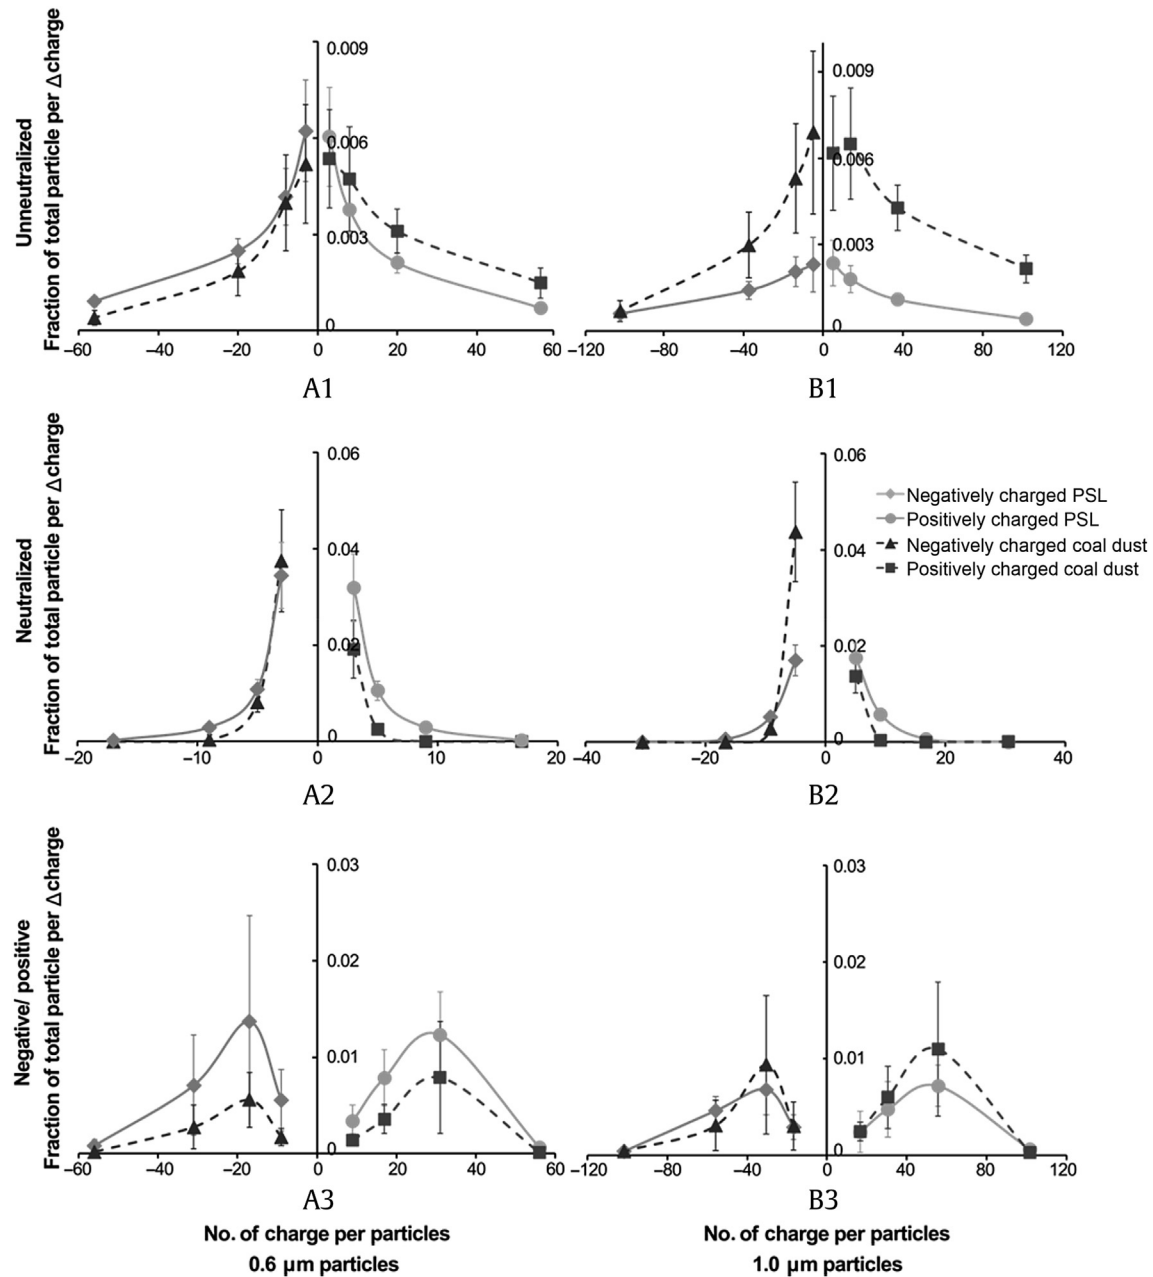 Unneutralized
Fraction of total particle per Δcharge
0.009
0.006
0.003
0
−60 −40 −20 0 20 40 60
A1
0.009
0.006
0.003
0
−120 −80 −40 0 40 80 120
B1
Neutralized
Fraction of total particle per Δcharge
0.06
0.04
0.02
0
−20 −10 0 10 20
A2
0.06
0.04
0.02
0
−40 −20 0 20 40
B2
Negatively charged PSL
Positively charged PSL
Negatively charged coal dust
Positively charged coal dust
Negative/ positive
Fraction of total particle per Δcharge
0.03
0.02
0.01
0
−60 −40 −20 0 20 40 60
A3
0.03
0.02
0.01
0
−120 −80 −40 0 40 80 120
B3
No. of charge per particles
0.6 µm particles
No. of charge per particles
1.0 µm particles